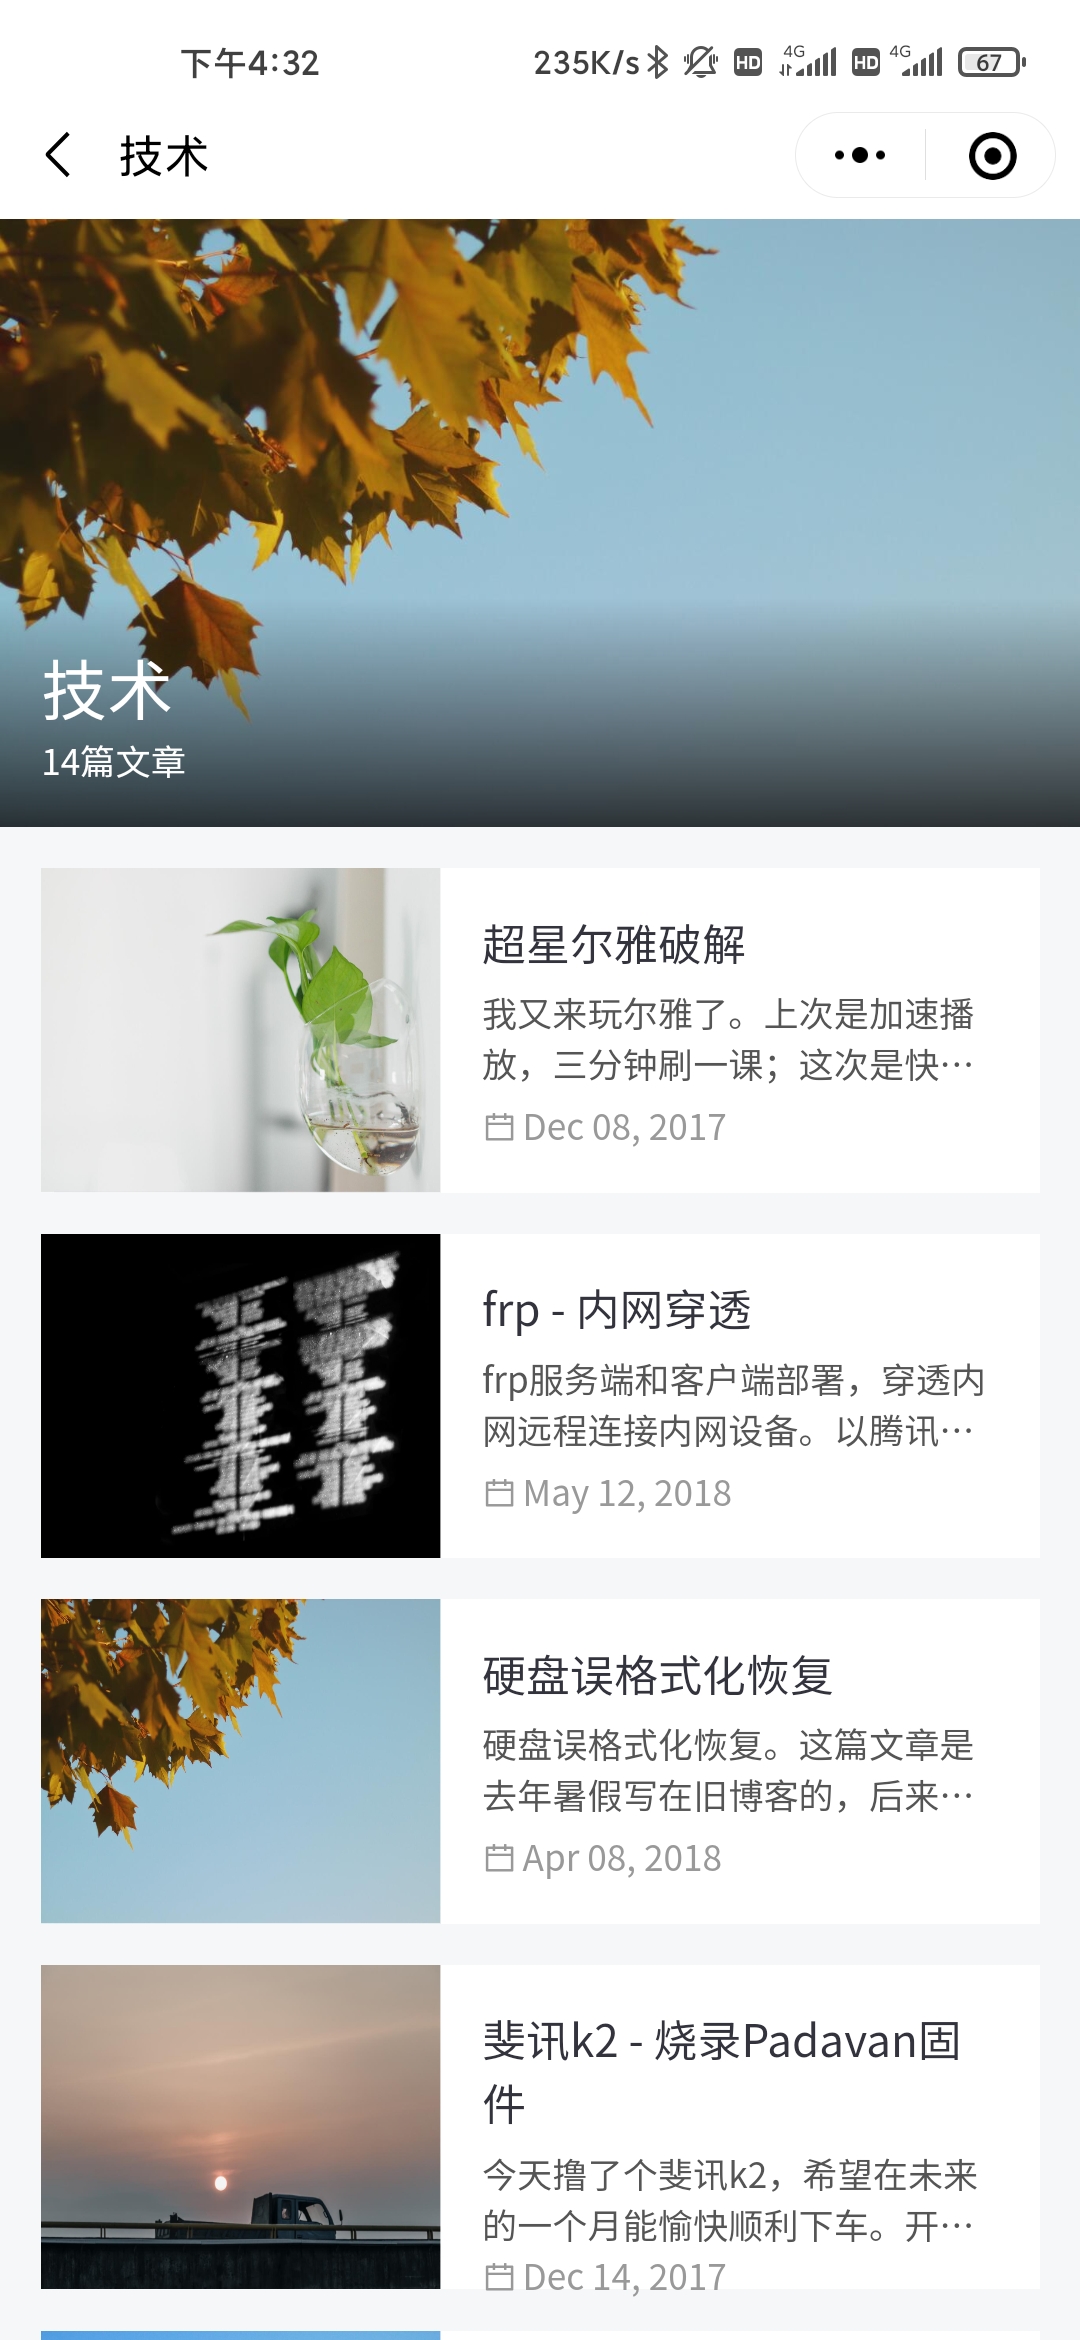 下午4:32
235K/s
HD
4G
HD
4G
67
技术
技术
14篇文章
超星尔雅破解
我又来玩尔雅了。上次是加速播
放，三分钟刷一课；这次是快…
Dec 08, 2017
frp - 内网穿透
frp服务端和客户端部署，穿透内
网远程连接内网设备。以腾讯…
May 12, 2018
硬盘误格式化恢复
硬盘误格式化恢复。这篇文章是
去年暑假写在旧博客的，后来…
Apr 08, 2018
斐讯k2 - 烧录Padavan固
件
今天撸了个斐讯k2，希望在未来
的一个月能愉快顺利下车。开…
Dec 14, 2017